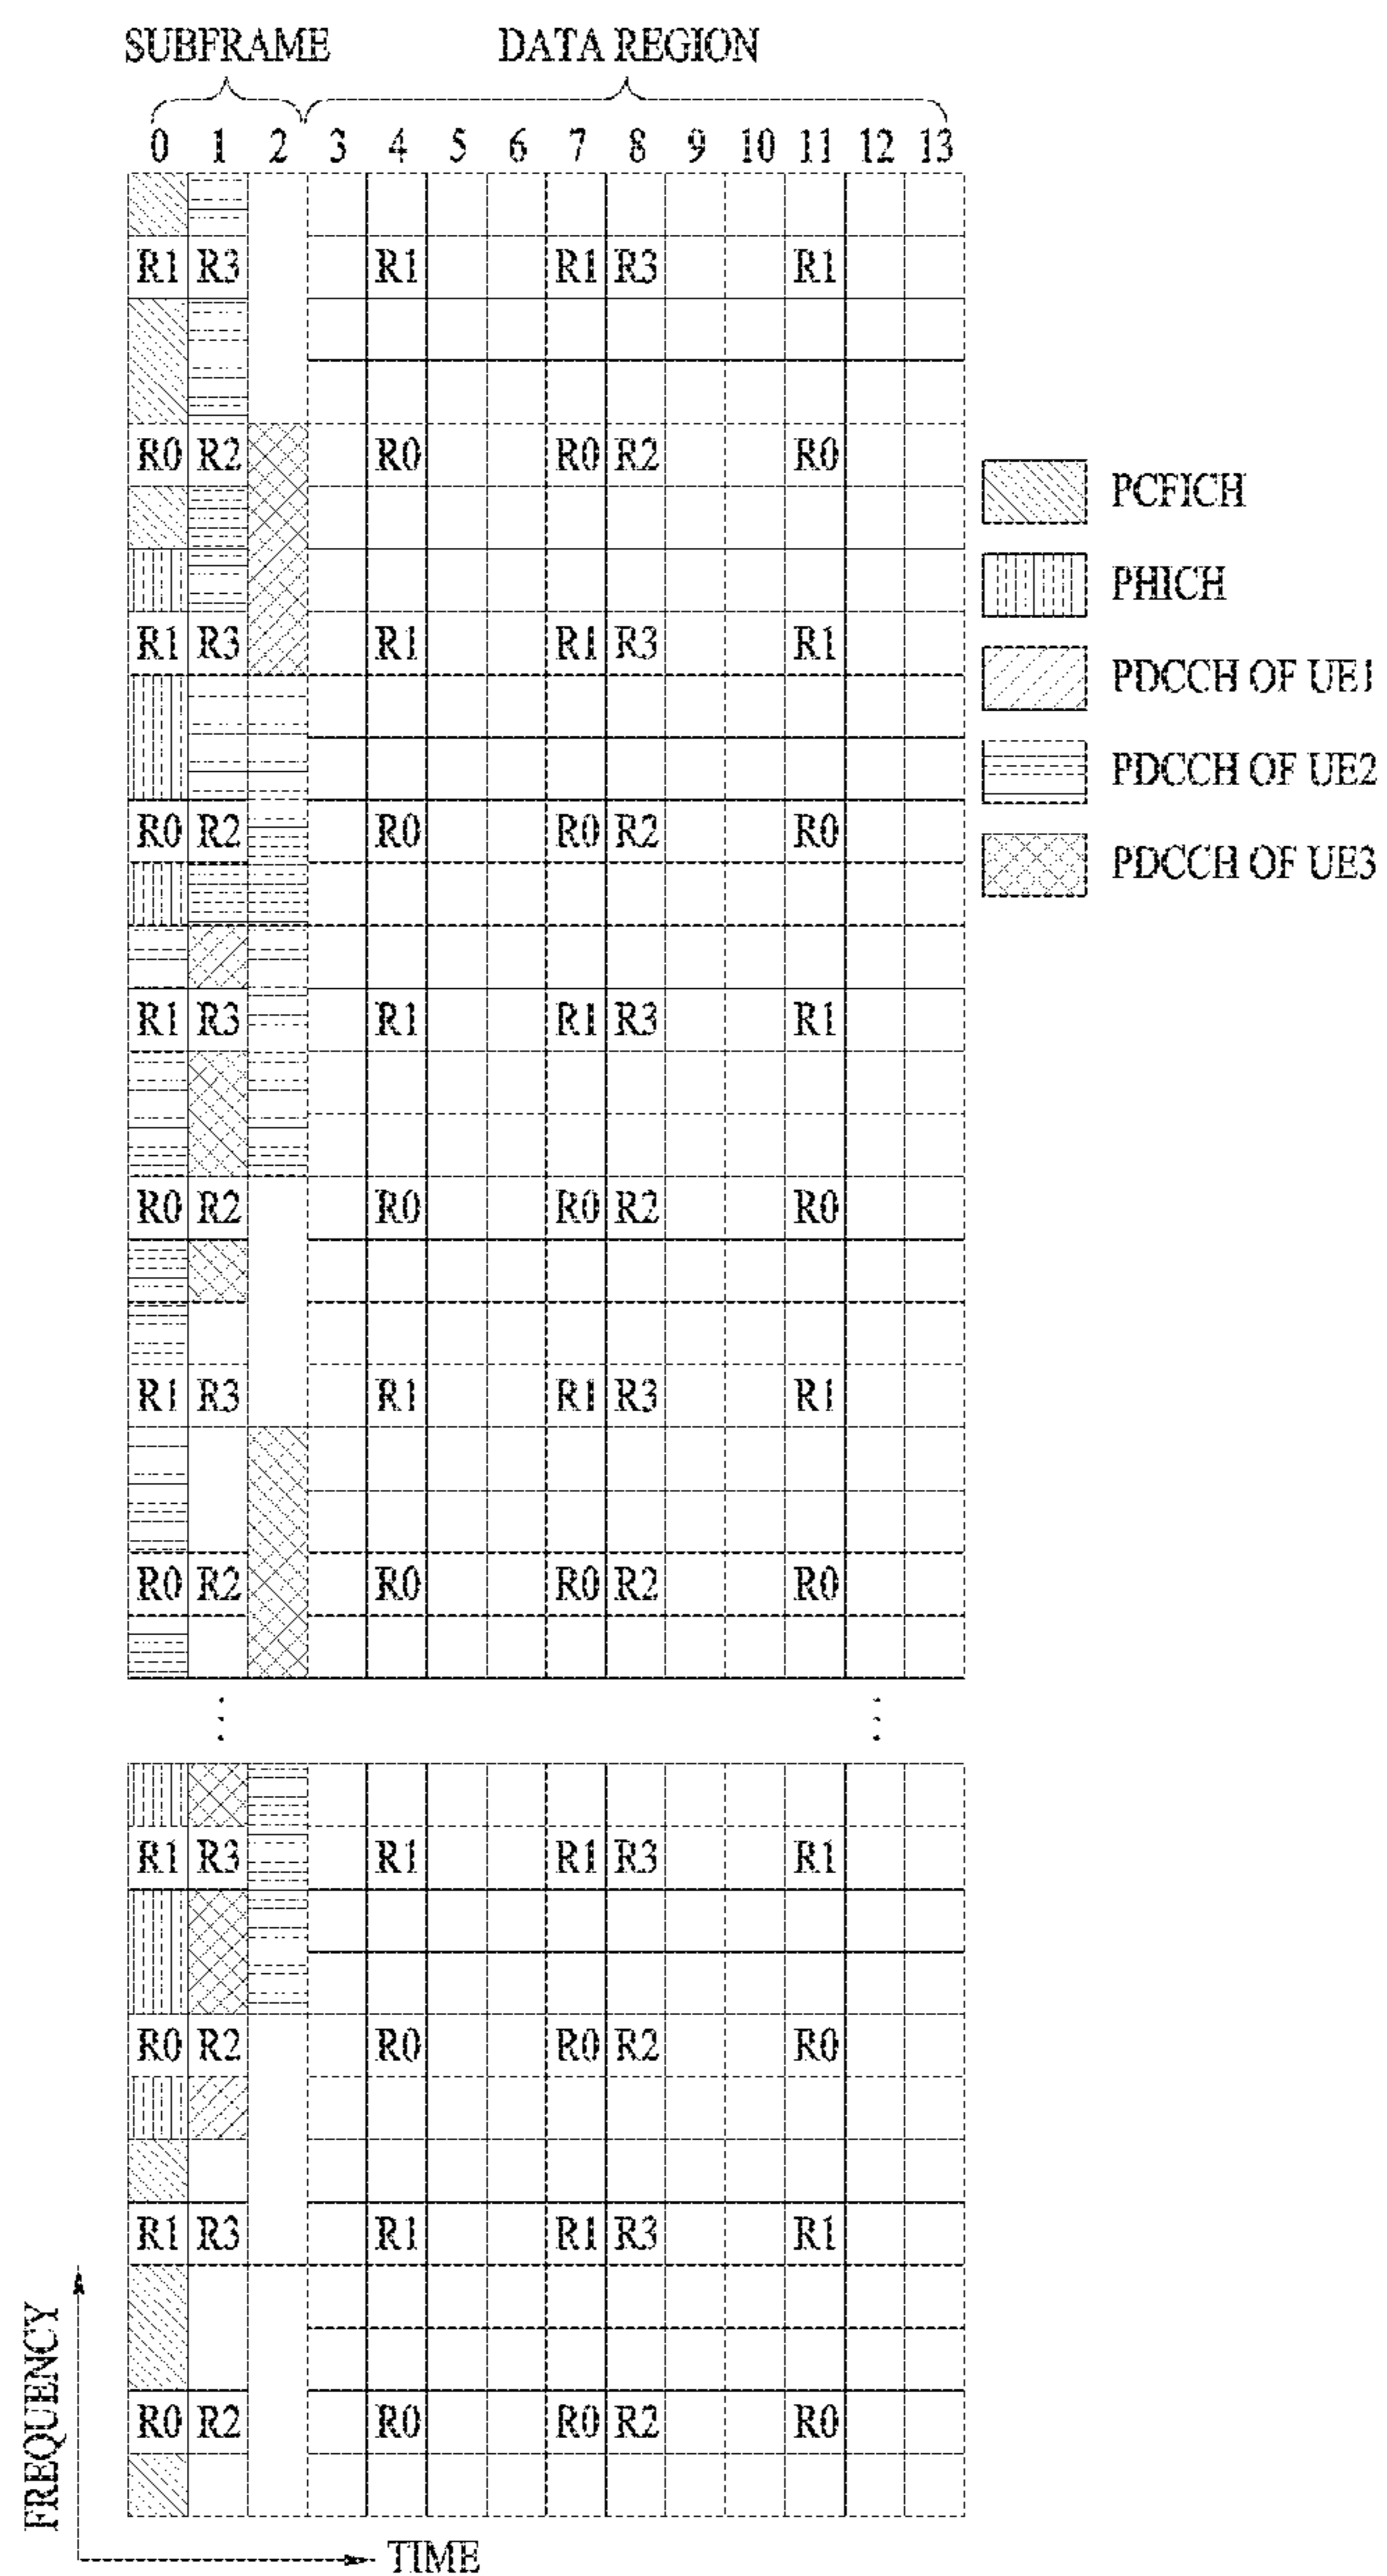 SUBFRAME DATA REGION
0 1 2 3 4 5 6 7 8 9 10 11 12 13
R1 R3 R1 R1 R3 R1
R0 R2 R0 R0 R2 R0
PCFICH
PHICH
R1 R3 R1 R1 R3 R1
PDCCH OF UE1
PDCCH OF UE2
R0 R2 R0 R0 R2 R0
PDCCH OF UE3
R1 R3 R1 R1 R3 R1
R0 R2 R0 R0 R2 R0
R1 R3 R1 R1 R3 R1
R0 R2 R0 R0 R2 R0
R1 R3 R1 R1 R3 R1
R0 R2 R0 R0 R2 R0
R1 R3 R1 R1 R3 R1
R0 R2 R0 R0 R2 R0
FREQUENCY
TIME